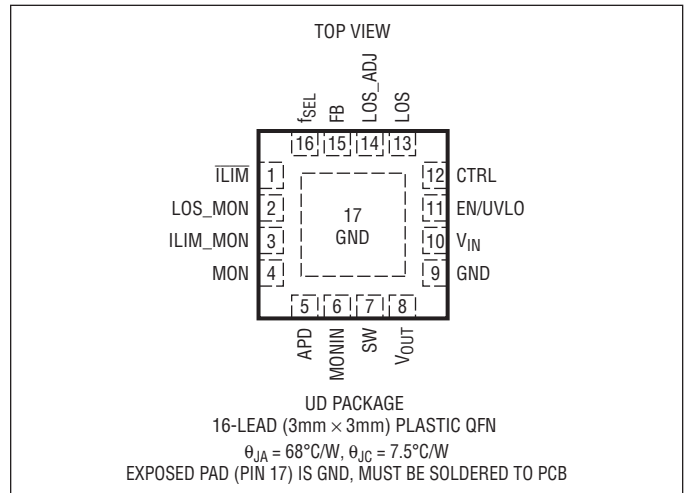 TOP VIEW
fSEL FB LOS_ADJ LOS
16 15 14 13
ILIM 1 12 CTRL
LOS_MON 2 11 EN/UVLO
17
GND
ILIM_MON 3 10 VIN
MON 4 9 GND
5 6 7 8
APD MONIN SW VOUT
UD PACKAGE
16-LEAD (3mm × 3mm) PLASTIC QFN
θJA = 68°C/W, θJC = 7.5°C/W
EXPOSED PAD (PIN 17) IS GND, MUST BE SOLDERED TO PCB